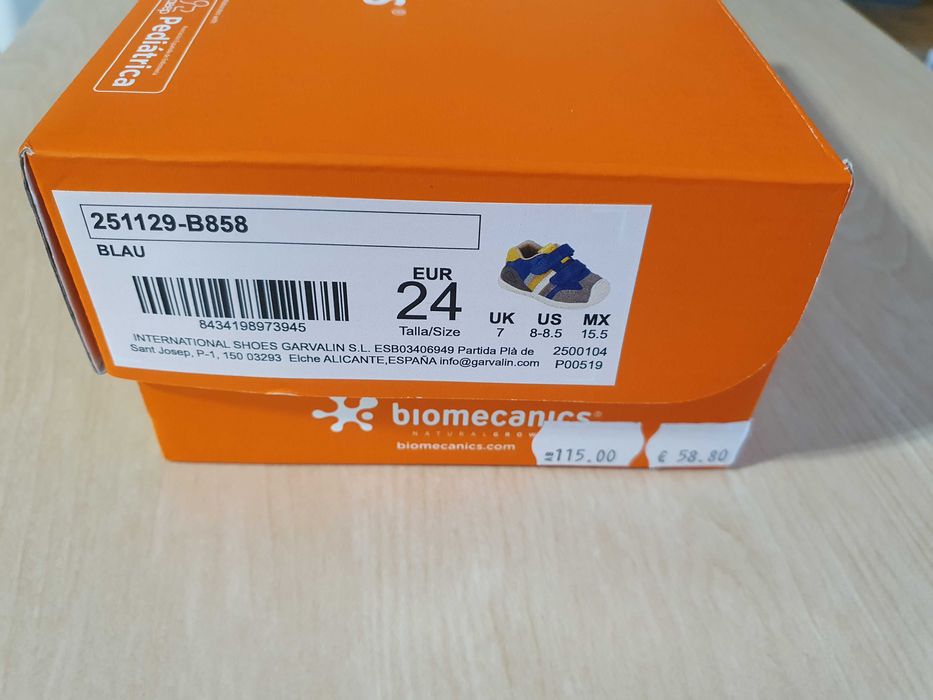 Pediátrica
S®
251129-B858
BLAU
8434198973945
EUR
24
Talla/Size
UK US MX
7 8-8.5 15.5
INTERNATIONAL SHOES GARVALIN S.L. ESB03406949 Partida Plà de
Sant Josep, P-1, 150 03293 Elche ALICANTE,ESPAÑA info@garvalin.com
2500104
P00519
biomecanics®
NATURAL GROW
biomecanics.com
115.00
€ 58.80